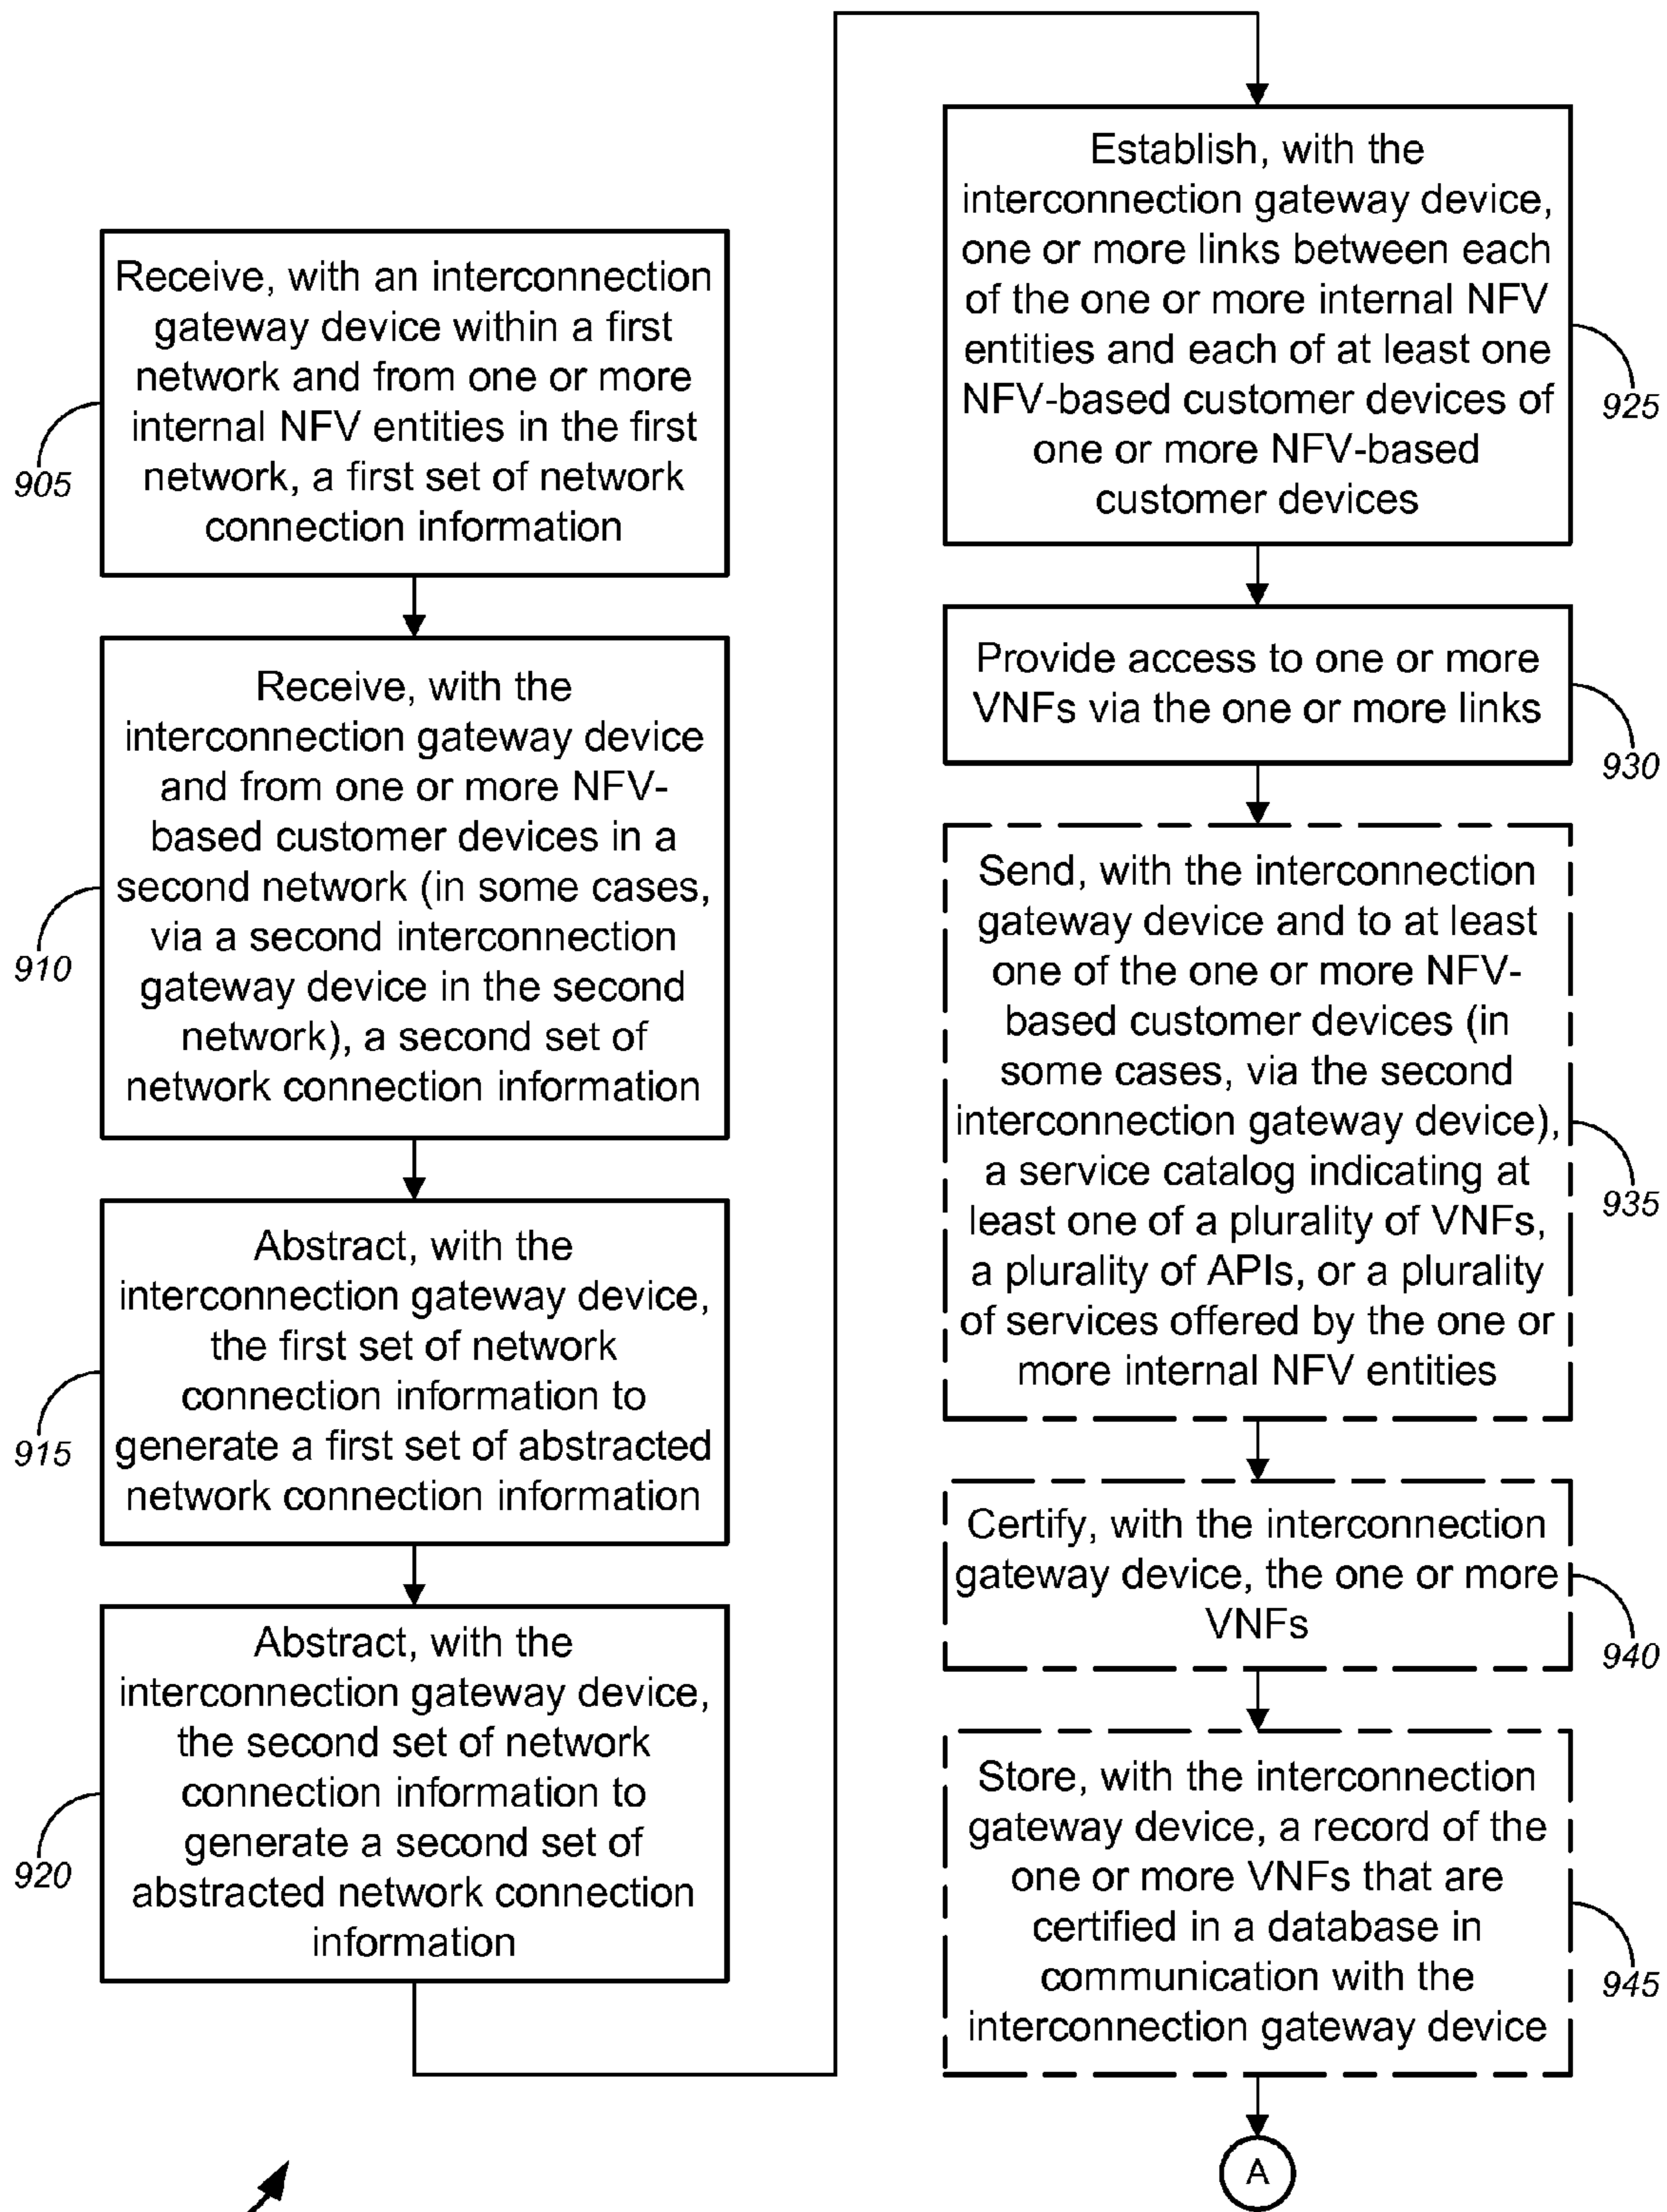 Receive, with an interconnection
gateway device within a first
network and from one or more
internal NFV entities in the first
network, a first set of network
connection information
905
Receive, with the
interconnection gateway device
and from one or more NFV-
based customer devices in a
second network (in some cases,
via a second interconnection
gateway device in the second
network), a second set of
network connection information
910
Abstract, with the
interconnection gateway device,
the first set of network
connection information to
generate a first set of abstracted
network connection information
915
Abstract, with the
interconnection gateway device,
the second set of network
connection information to
generate a second set of
abstracted network connection
information
920
Establish, with the
interconnection gateway device,
one or more links between each
of the one or more internal NFV
entities and each of at least one
NFV-based customer devices of
one or more NFV-based
customer devices
925
Provide access to one or more
VNFs via the one or more links
930
Send, with the interconnection
gateway device and to at least
one of the one or more NFV-
based customer devices (in
some cases, via the second
interconnection gateway device),
a service catalog indicating at
least one of a plurality of VNFs,
a plurality of APIs, or a plurality
of services offered by the one or
more internal NFV entities
935
Certify, with the interconnection
gateway device, the one or more
VNFs
940
Store, with the interconnection
gateway device, a record of the
one or more VNFs that are
certified in a database in
communication with the
interconnection gateway device
945
A